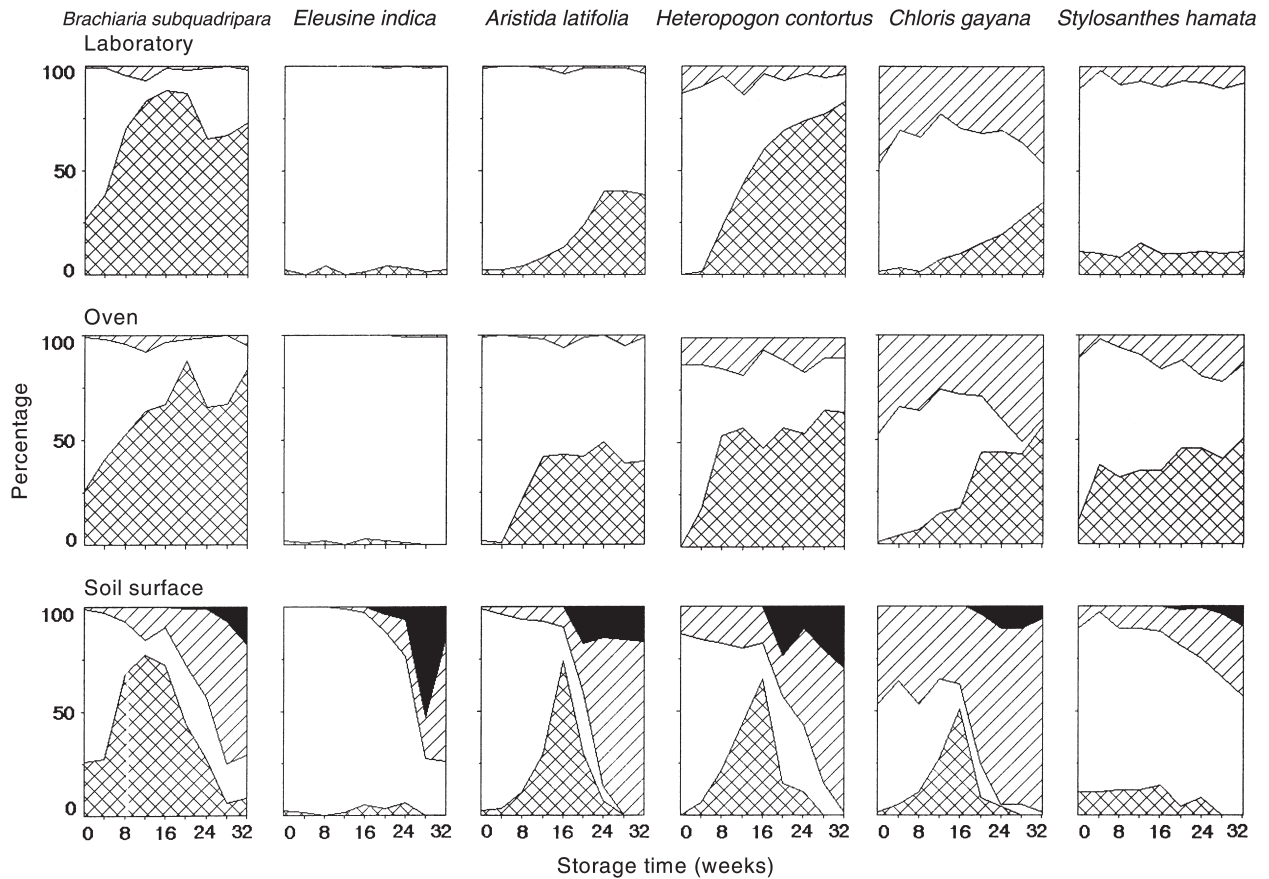 Brachiaria subquadripara Eleusine indica Aristida latifolia Heteropogon contortus Chloris gayana Stylosanthes hamata
Laboratory
100
50
0
Oven
100
50
0
Percentage
Soil surface
100
50
0
0 8 16 24 32 0 8 16 24 32 0 8 16 24 32 0 8 16 24 32 0 8 16 24 32 0 8 16 24 32
Storage time (weeks)